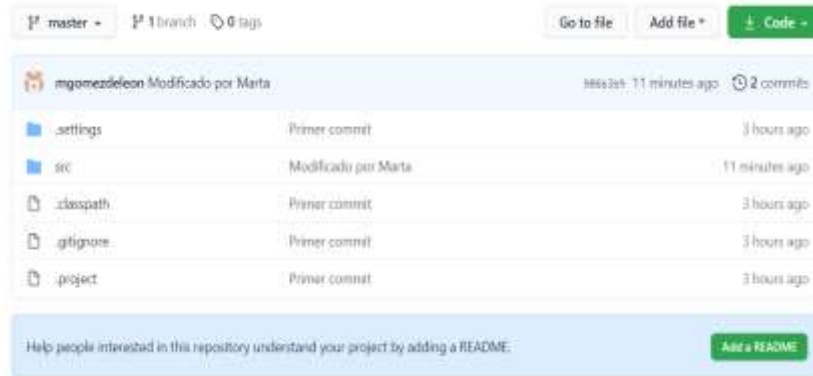 master 1 branch 0 tags Go to file Add file Code
mgomezdeleon Modificado por Marta 11 minutes ago 2 commits
.settings Primer commit 3 hours ago
src Modificado por Marta 11 minutes ago
.classpath Primer commit 3 hours ago
.gitignore Primer commit 3 hours ago
.project Primer commit 3 hours ago
Help people interested in this repository understand your project by adding a README. Add a README